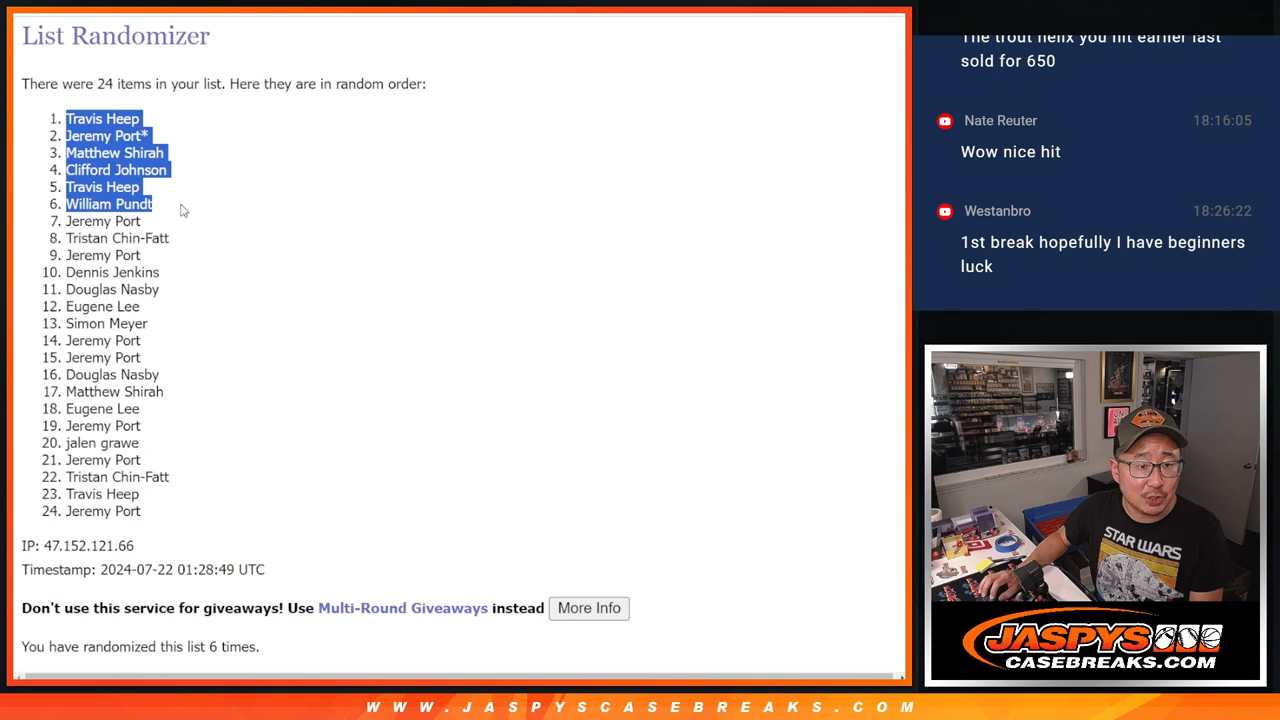 List Randomizer
There were 24 items in your list. Here they are in random order:
1. Travis Heep
2. Jeremy Port*
3. Matthew Shirah
4. Clifford Johnson
5. Travis Heep
6. William Pundt
7. Jeremy Port
8. Tristan Chin-Fatt
9. Jeremy Port
10. Dennis Jenkins
11. Douglas Nasby
12. Eugene Lee
13. Simon Meyer
14. Jeremy Port
15. Jeremy Port
16. Douglas Nasby
17. Matthew Shirah
18. Eugene Lee
19. Jeremy Port
20. jalen grawe
21. Jeremy Port
22. Tristan Chin-Fatt
23. Travis Heep
24. Jeremy Port
IP: 47.152.121.66
Timestamp: 2024-07-22 01:28:49 UTC
Don't use this service for giveaways! Use Multi-Round Giveaways instead More Info
You have randomized this list 6 times.
The trout helix you hit earlier last
sold for 650
Nate Reuter 18:16:05
Wow nice hit
Westanbro 18:26:22
1st break hopefully I have beginners
luck
STAR WARS
JASPYS
CASEBREAKS.COM
WWW.JASPYSCASEBREAKS.COM